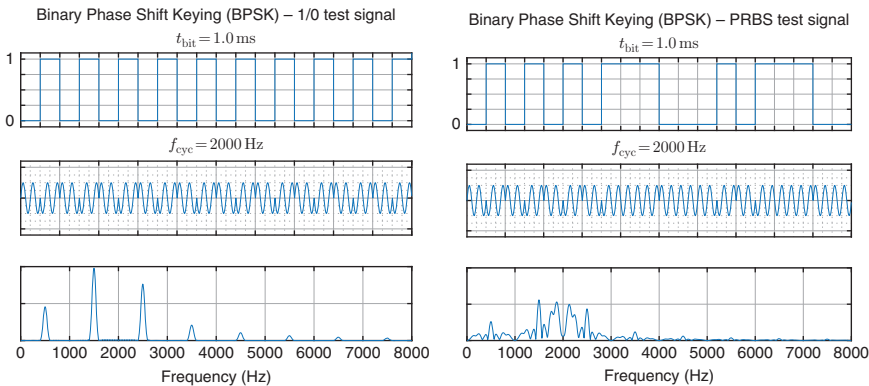 Binary Phase Shift Keying (BPSK) – 1/0 test signal
t_bit = 1.0 ms
1
0
f_cyc = 2000 Hz
0 1000 2000 3000 4000 5000 6000 7000 8000
Frequency (Hz)
Binary Phase Shift Keying (BPSK) – PRBS test signal
t_bit = 1.0 ms
1
0
f_cyc = 2000 Hz
0 1000 2000 3000 4000 5000 6000 7000 8000
Frequency (Hz)